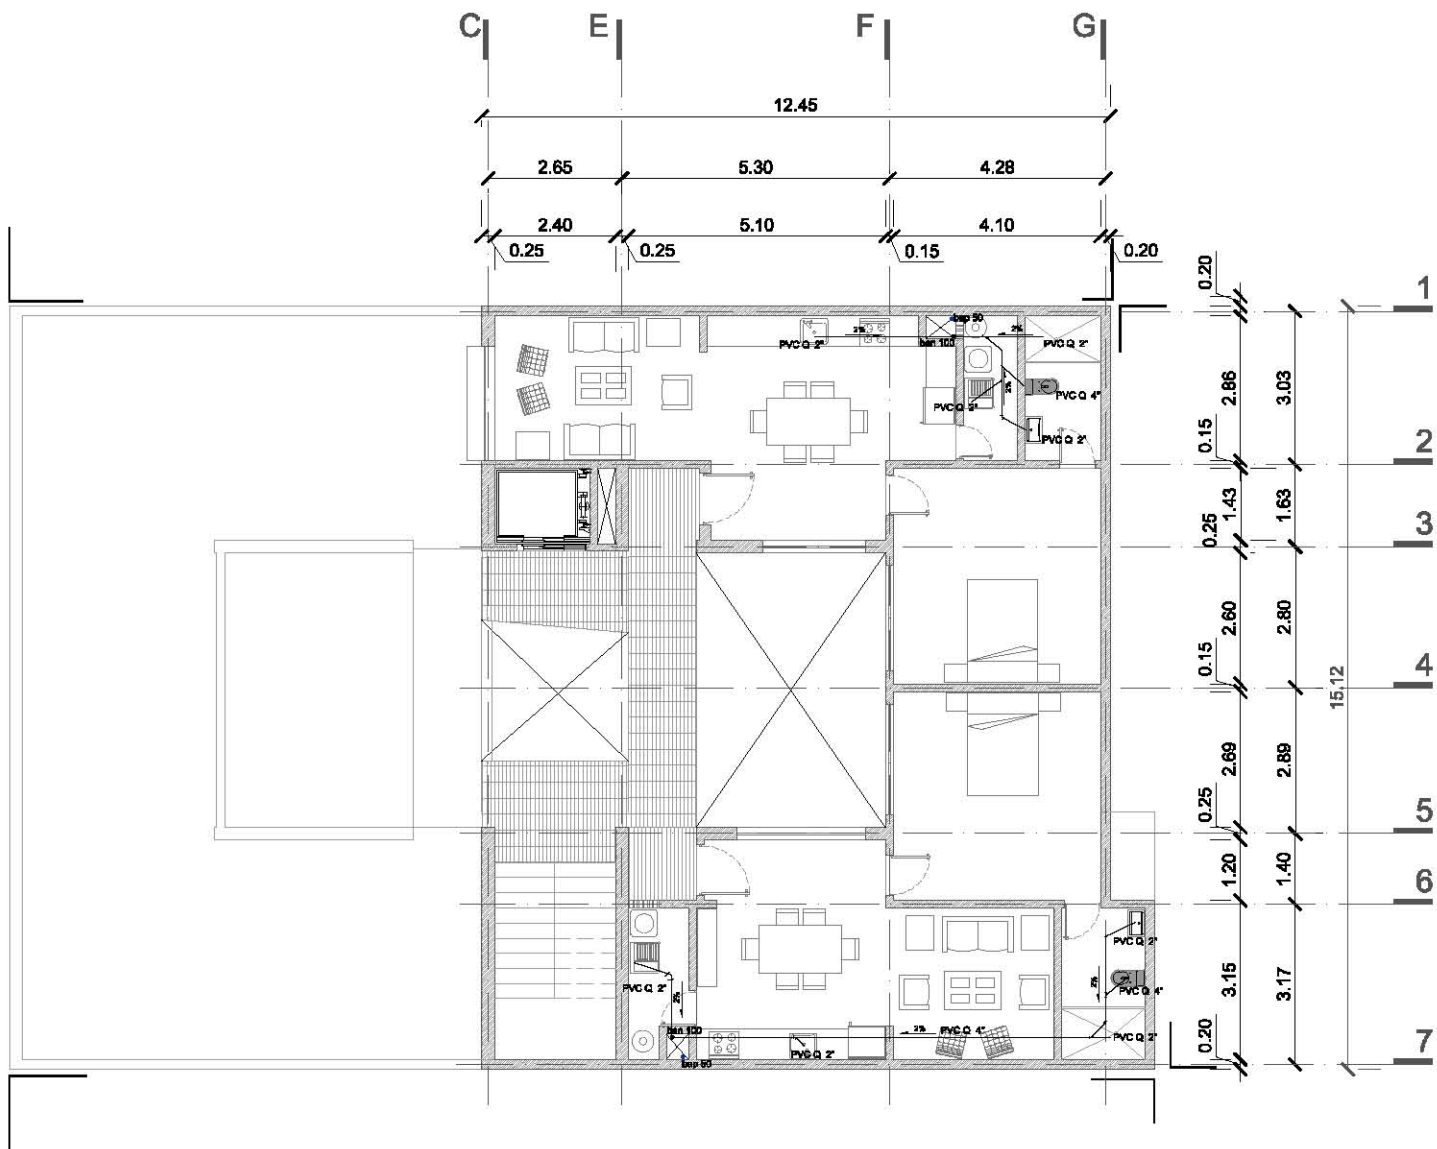 C E F G
12.45
2.65 5.30 4.28
2.40 5.10 4.10
0.25 0.25 0.15 0.20
0.20
1
bap 50
2% 2%
PVC Q 2" ban 100 PVC Q 2"
2.86 3.03
2%
PVC Q 4"
PVC Q 2"
0.15
PVC Q 2"
2
1.43 1.63
0.25
3
2.60 2.80
0.15
4
15.12
2.69 2.89
0.25
5
1.20 1.40
6
PVC Q 2"
3.15 3.17
PVC Q 2" 2% 2% PVC Q 4"
0.20
ban 100 2% PVC Q 4" PVC Q 2"
7
PVC Q 2"
bap 50